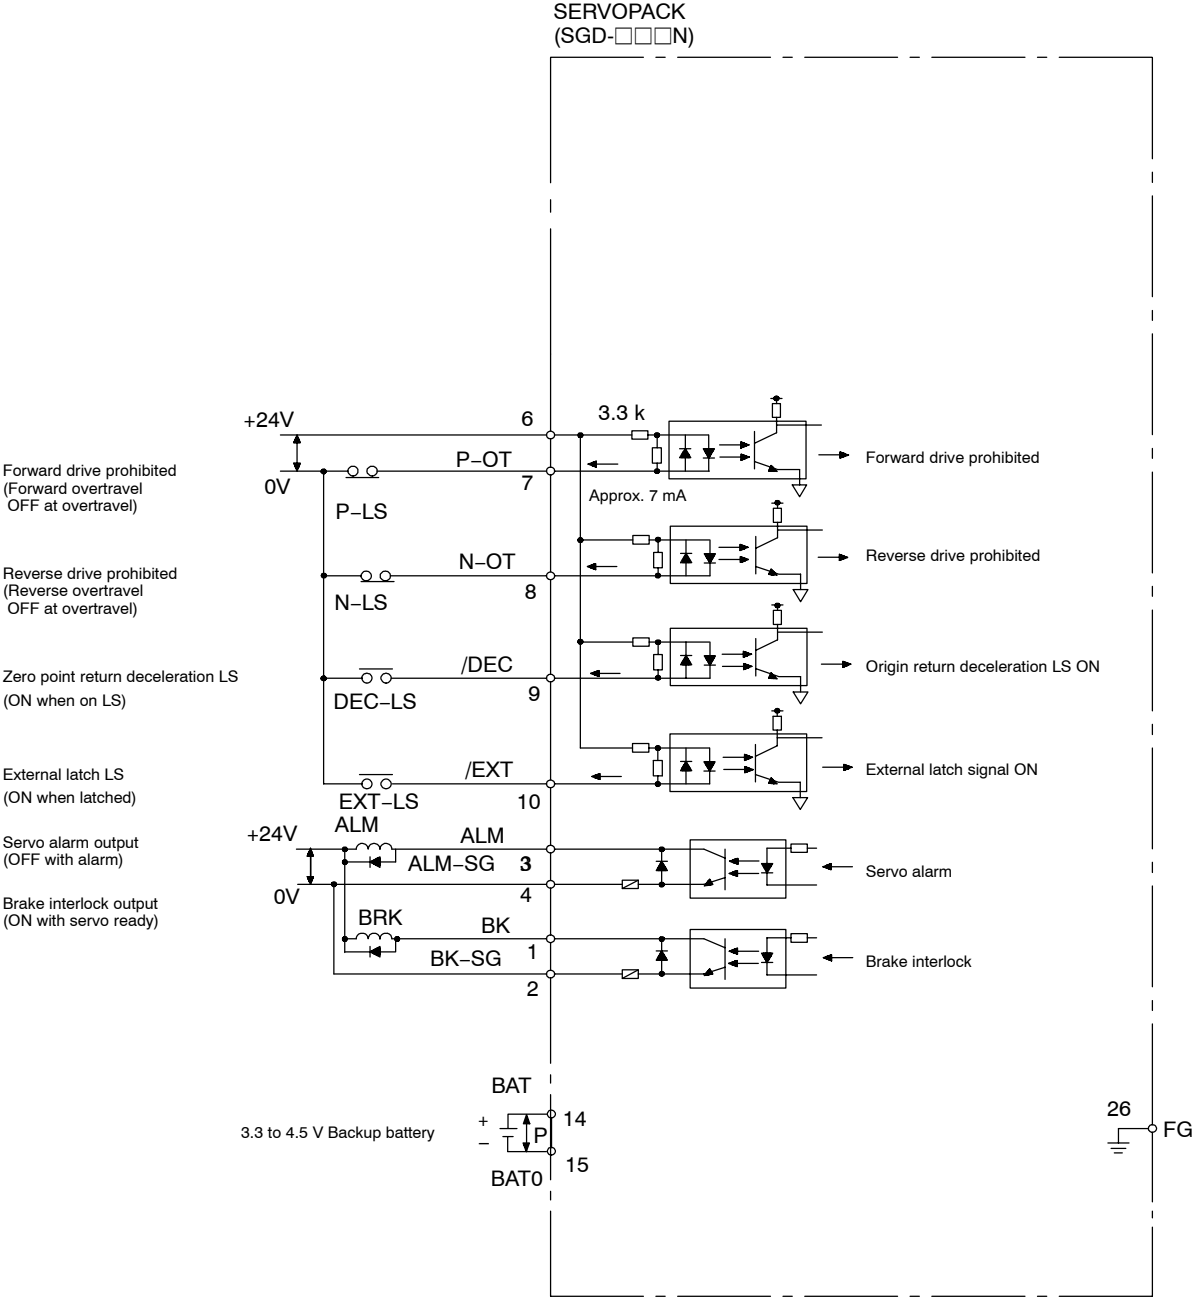 SERVOPACK
(SGD-□□□N)
+24V
6
3.3 k
P−OT
7
0V
Forward drive prohibited
(Forward overtravel
OFF at overtravel)
P−LS
Approx. 7 mA
Forward drive prohibited
N−OT
8
Reverse drive prohibited
(Reverse overtravel
OFF at overtravel)
N−LS
Reverse drive prohibited
/DEC
9
Zero point return deceleration LS
(ON when on LS)
DEC−LS
Origin return deceleration LS ON
/EXT
10
External latch LS
(ON when latched)
EXT−LS
External latch signal ON
ALM
+24V
ALM
3
ALM−SG
4
0V
Servo alarm output
(OFF with alarm)
Servo alarm
Brake interlock output
(ON with servo ready)
BRK
BK
1
BK−SG
2
Brake interlock
BAT
14
+
3.3 to 4.5 V Backup battery
P
−
15
BAT0
26
FG